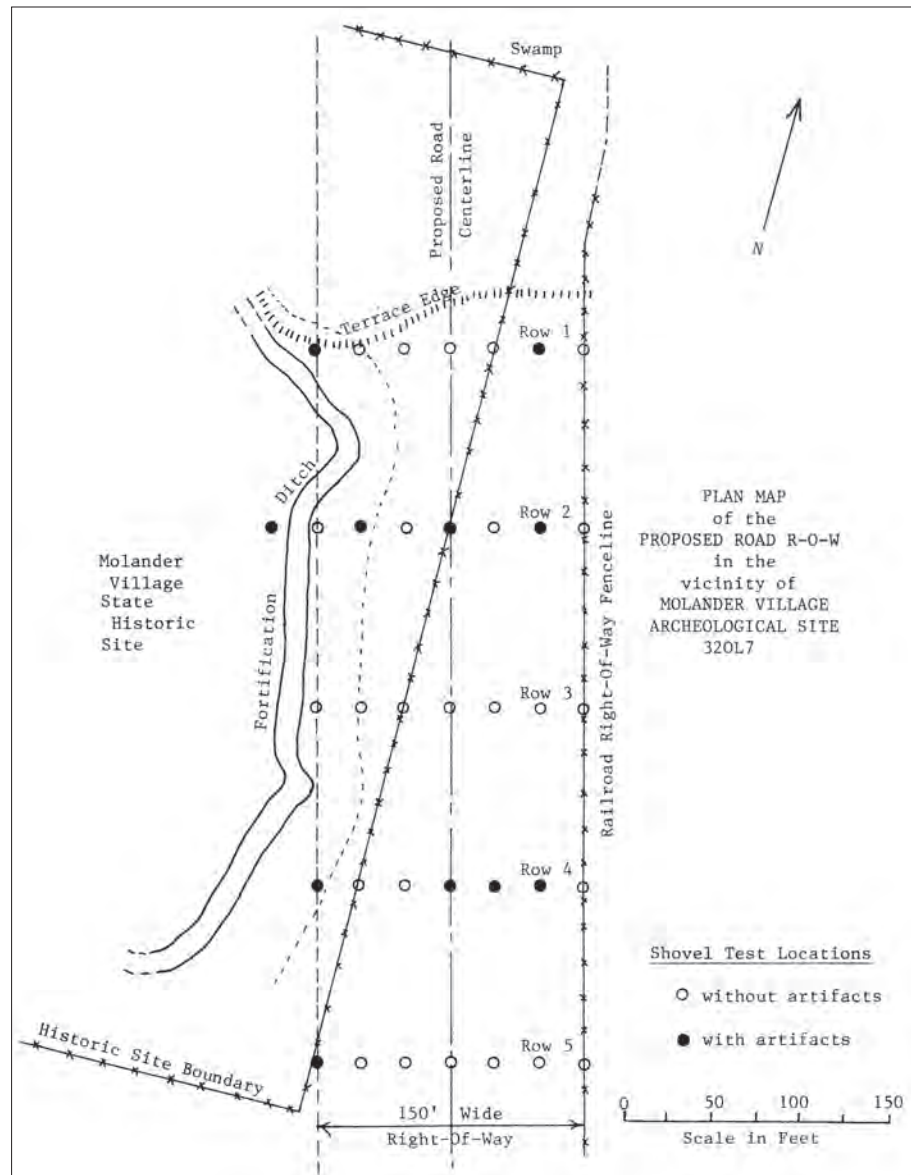 Swamp
Proposed Road
Centerline
N
Terrace Edge
Row 1
Ditch
Row 2
Molander
Village
State
Historic
Site
Fortification
PLAN MAP
of the
PROPOSED ROAD R-O-W
in the
vicinity of
MOLANDER VILLAGE
ARCHEOLOGICAL SITE
32OL7
Row 3
Railroad Right-Of-Way Fenceline
Row 4
Shovel Test Locations
without artifacts
with artifacts
Row 5
Historic Site Boundary
150' Wide
Right-Of-Way
0 50 100 150
Scale in Feet